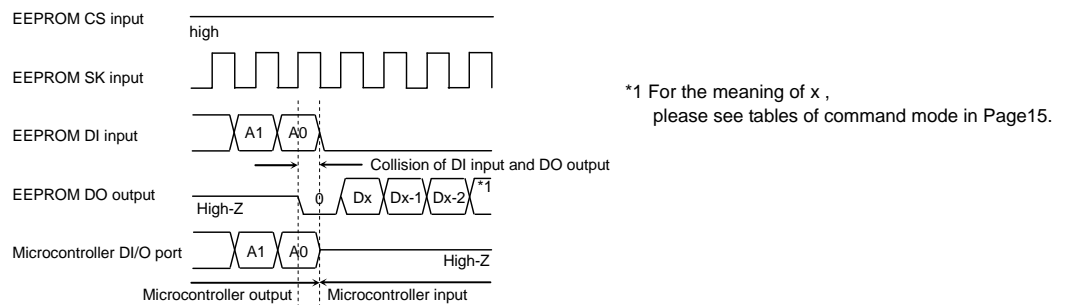 EEPROM CS input
high
EEPROM SK input
*1 For the meaning of x ,
please see tables of command mode in Page15.
EEPROM DI input
A1
A0
Collision of DI input and DO output
EEPROM DO output
High-Z
0
Dx
Dx-1
Dx-2
*1
Microcontroller DI/O port
A1
A0
High-Z
Microcontroller output
Microcontroller input